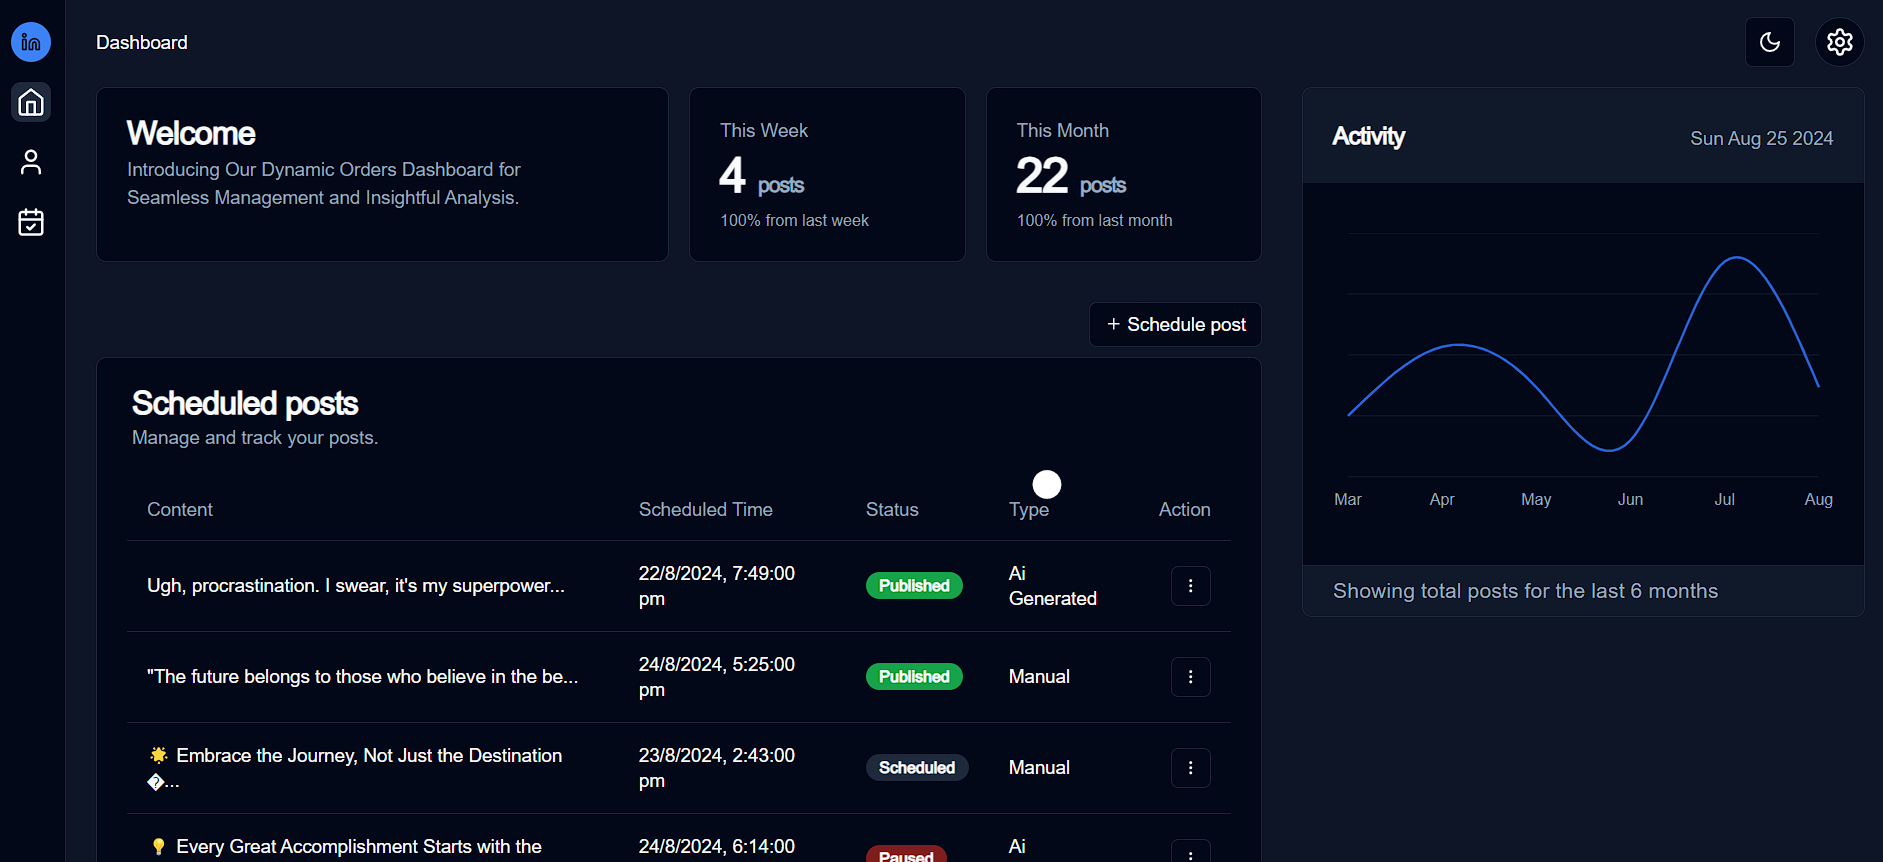 in
Dashboard
Welcome
Introducing Our Dynamic Orders Dashboard for
Seamless Management and Insightful Analysis.
This Week
4 posts
100% from last week
This Month
22 posts
100% from last month
Activity
Sun Aug 25 2024
Mar Apr May Jun Jul Aug
Showing total posts for the last 6 months
+ Schedule post
Scheduled posts
Manage and track your posts.
Content Scheduled Time Status Type Action
Ugh, procrastination. I swear, it's my superpower...
22/8/2024, 7:49:00
pm
Published
Ai
Generated
"The future belongs to those who believe in the be...
24/8/2024, 5:25:00
pm
Published
Manual
🌟 Embrace the Journey, Not Just the Destination
�...
23/8/2024, 2:43:00
pm
Scheduled
Manual
💡 Every Great Accomplishment Starts with the
24/8/2024, 6:14:00
Paused
Ai